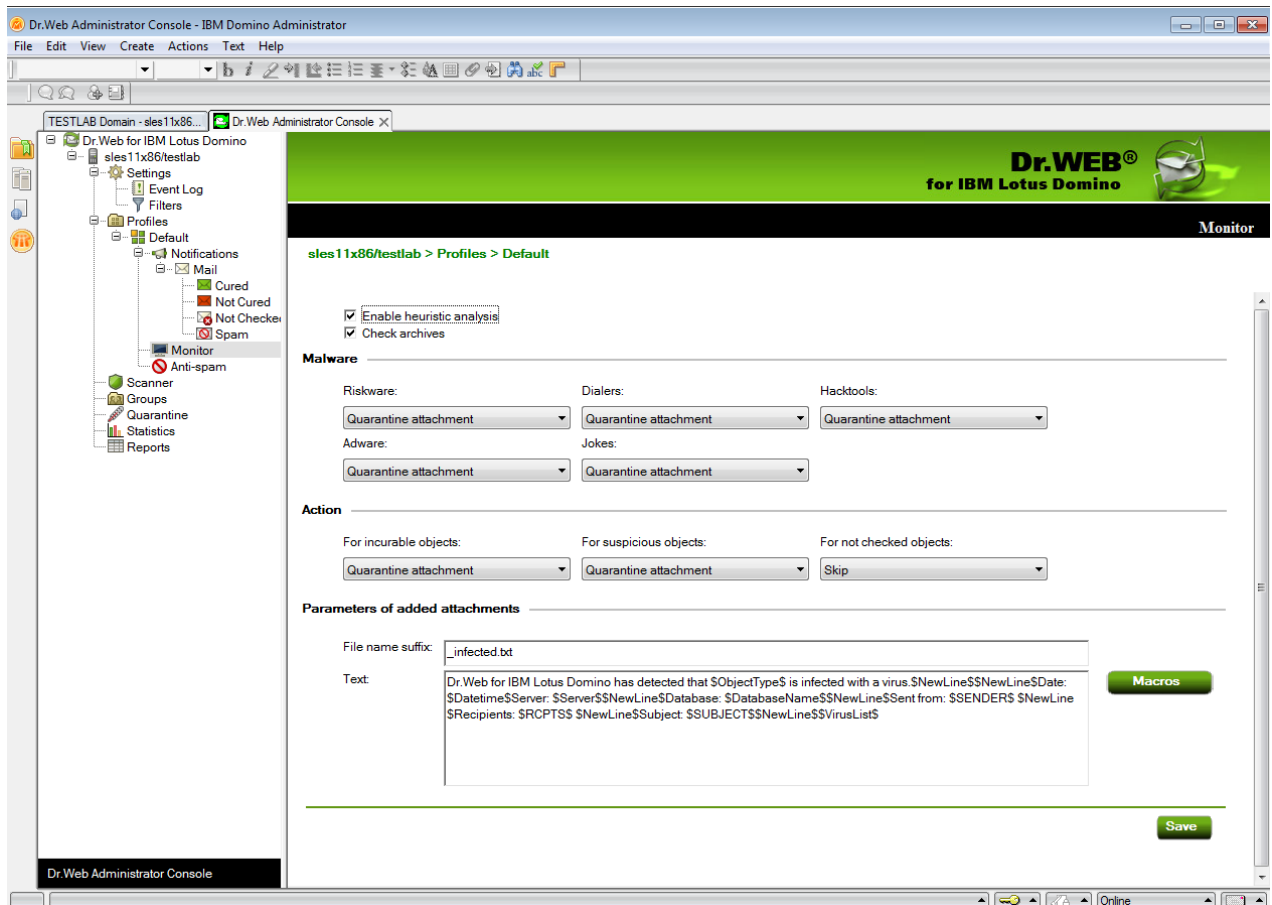 Dr.Web Administrator Console - IBM Domino Administrator
File Edit View Create Actions Text Help
b i abc
TESTLAB Domain - sles11x86... Dr.Web Administrator Console
Dr.Web for IBM Lotus Domino
sles11x86/testlab
Settings
Event Log
Filters
Profiles
Default
Notifications
Mail
Cured
Not Cured
Not Checke
Spam
Monitor
Anti-spam
Scanner
Groups
Quarantine
Statistics
Reports
Dr.Web Administrator Console
Dr.WEB®
for IBM Lotus Domino
Monitor
sles11x86/testlab > Profiles > Default
Enable heuristic analysis
Check archives
Malware
Riskware: Dialers: Hacktools:
Quarantine attachment Quarantine attachment Quarantine attachment
Adware: Jokes:
Quarantine attachment Quarantine attachment
Action
For incurable objects: For suspicious objects: For not checked objects:
Quarantine attachment Quarantine attachment Skip
Parameters of added attachments
File name suffix: _infected.txt
Text: Dr.Web for IBM Lotus Domino has detected that $ObjectType$ is infected with a virus.$NewLine$$NewLine$Date:
$Datetime$Server: $Server$$NewLine$Database: $DatabaseName$$NewLine$Sent from: $SENDER$ $NewLine
$Recipients: $RCPTS$ $NewLine$Subject: $SUBJECT$$NewLine$$VirusList$
Macros
Save
Online